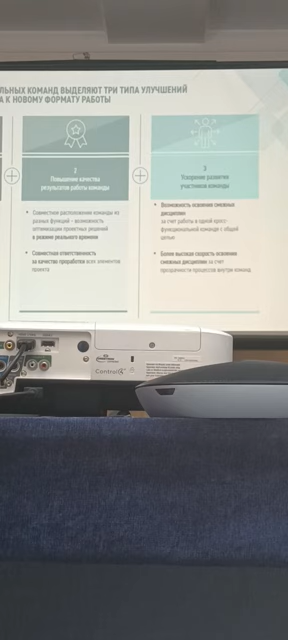 ЛЬНЫХ КОМАНД ВЫДЕЛЯЮТ ТРИ ТИПА УЛУЧШЕНИЙ
А К НОВОМУ ФОРМАТУ РАБОТЫ
2
Повышение качества
результатов работы команды
• Совместное расположение команды из
разных функций – возможность
оптимизации проектных решений
в режиме реального времени
• Совместная ответственность
за качество проработки всех элементов
проекта
3
Ускорение развития
участников команды
• Возможность освоения смежных
дисциплин
за счет работы в одной кросс-
функциональной команде с общей
целью
• Более высокая скорость освоения
смежных дисциплин за счет
прозрачности процессов внутри команд
Control4